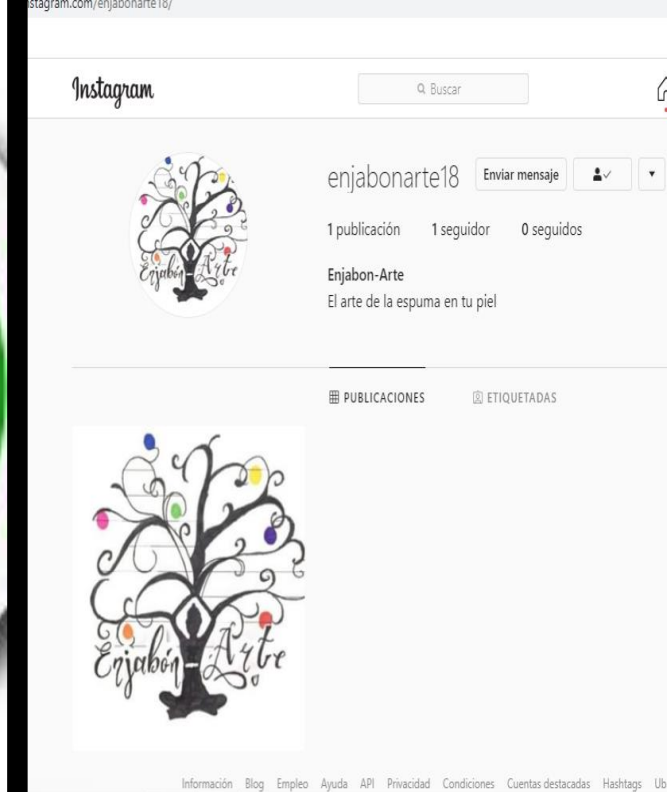 instagram.com/enjabonarte18/
Instagram
Buscar
enjabonarte18 Enviar mensaje
1 publicación 1 seguidor 0 seguidos
Enjabon-Arte
El arte de la espuma en tu piel
Enjabón-Arte
PUBLICACIONES ETIQUETADAS
Enjabón-Arte
Información Blog Empleo Ayuda API Privacidad Condiciones Cuentas destacadas Hashtags